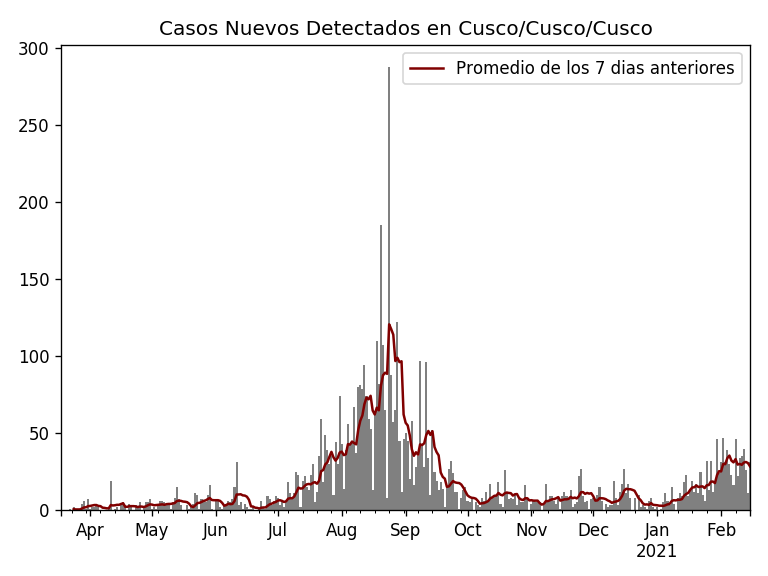 Casos Nuevos Detectados en Cusco/Cusco/Cusco
Promedio de los 7 dias anteriores
300
250
200
150
100
50
0
Apr May Jun Jul Aug Sep Oct Nov Dec Jan Feb
2021